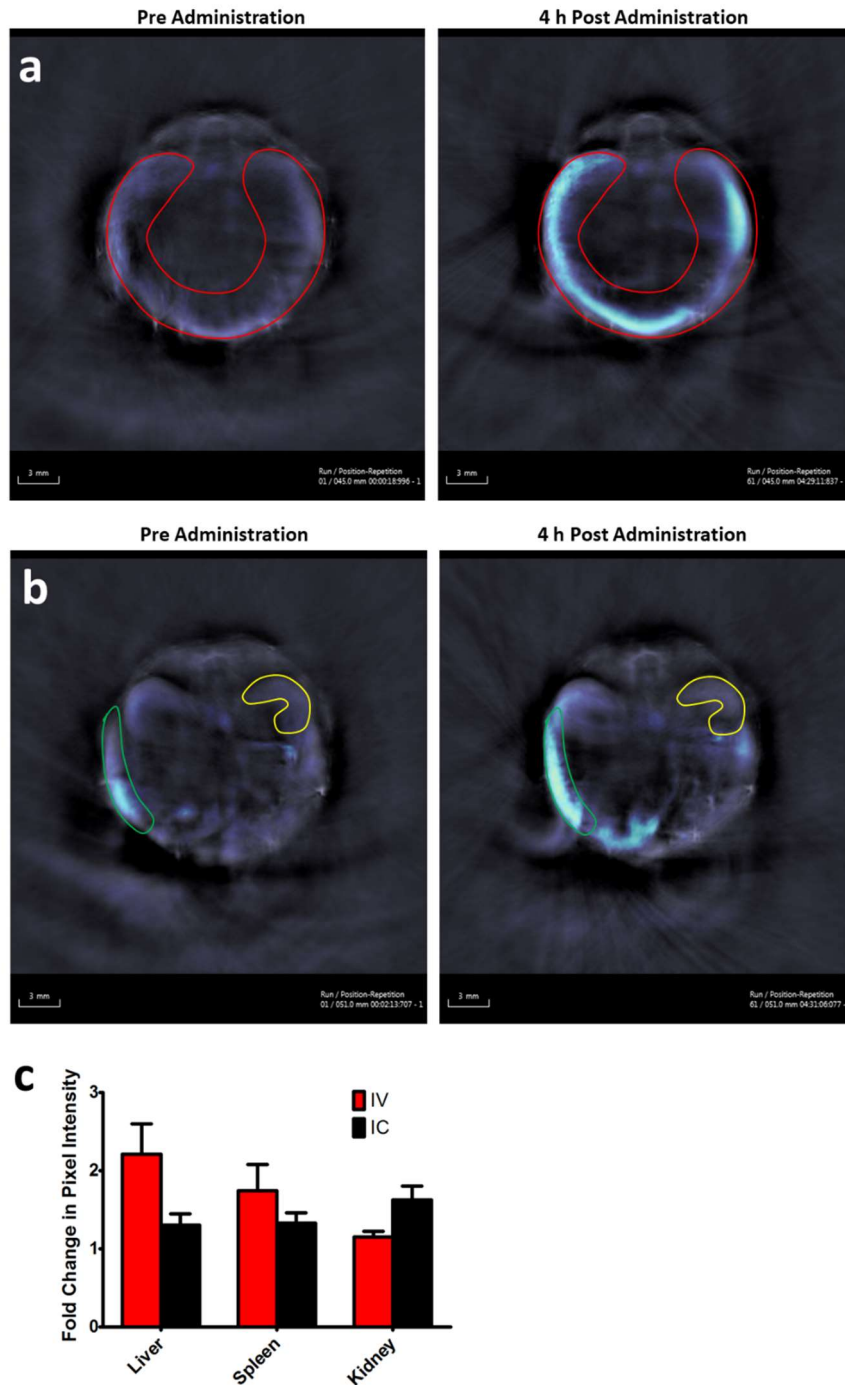 Pre Administration
4 h Post Administration
a
3 mm
Run / Position-Repetition
01 / 045.0 mm 00:00:18:996 - 1
3 mm
Run / Position-Repetition
61 / 045.0 mm 04:29:11:837 -
Pre Administration
4 h Post Administration
b
3 mm
Run / Position-Repetition
01 / 051.0 mm 00:02:13:707 - 1
3 mm
Run / Position-Repetition
61 / 051.0 mm 04:31:06:077 -
c
Fold Change in Pixel Intensity
3
2
1
0
IV
IC
Liver
Spleen
Kidney